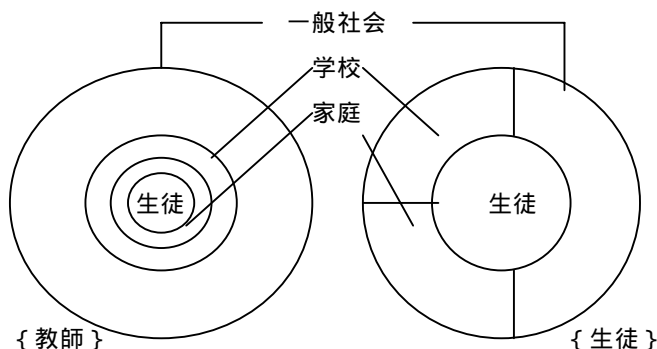 一般社会
学校
家庭
生徒 生徒
{ 教師 } { 生徒 }